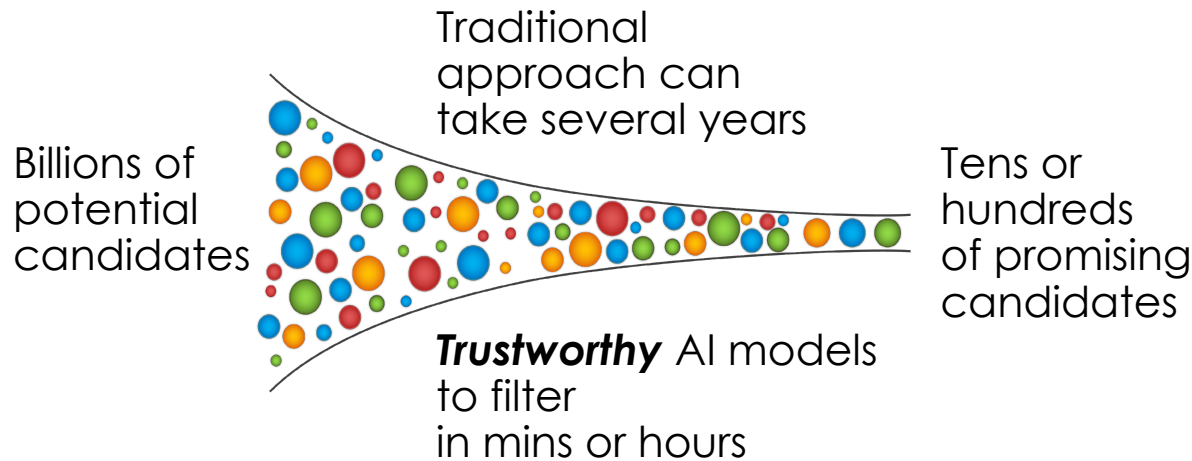 Traditional
approach can
take several years
Billions of
potential
candidates
Tens or
hundreds
of promising
candidates
Trustworthy AI models
to filter
in mins or hours